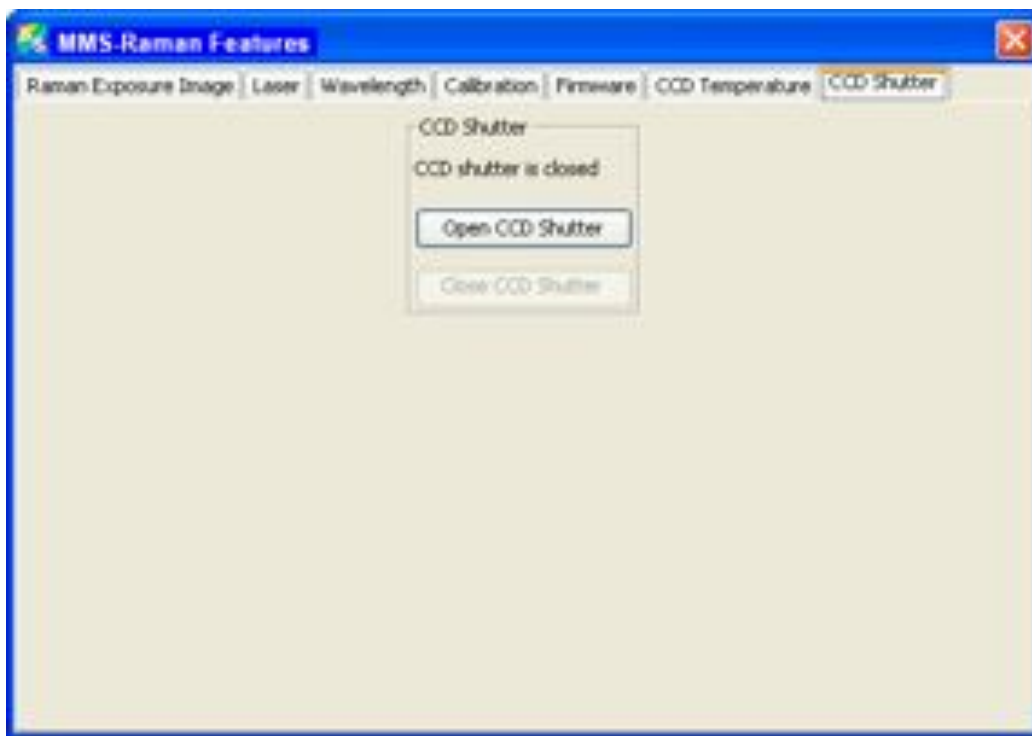 MMS-Raman Features
Raman Exposure Image Laser Wavelength Calibration Firmware CCD Temperature CCD Shutter
CCD Shutter
CCD shutter is closed
Open CCD Shutter
Close CCD Shutter